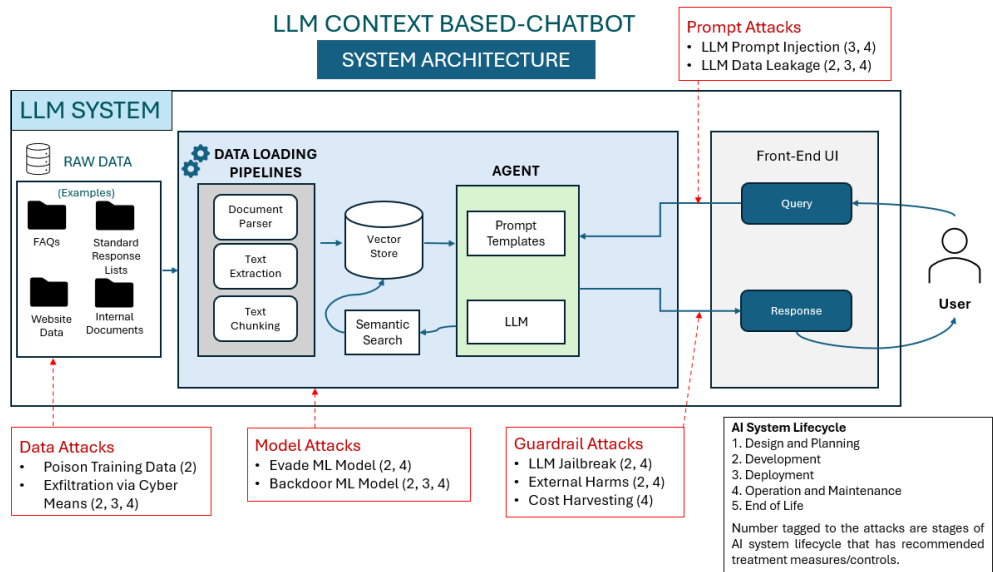 LLM CONTEXT BASED-CHATBOT
SYSTEM ARCHITECTURE
Prompt Attacks
• LLM Prompt Injection (3, 4)
• LLM Data Leakage (2, 3, 4)
LLM SYSTEM
RAW DATA
(Examples)
FAQs
Standard
Response
Lists
Website
Data
Internal
Documents
DATA LOADING
PIPELINES
Document
Parser
Text
Extraction
Text
Chunking
Vector
Store
Semantic
Search
AGENT
Prompt
Templates
LLM
Front-End UI
Query
Response
User
Data Attacks
• Poison Training Data (2)
• Exfiltration via Cyber
Means (2, 3, 4)
Model Attacks
• Evade ML Model (2, 4)
• Backdoor ML Model (2, 3, 4)
Guardrail Attacks
• LLM Jailbreak (2, 4)
• External Harms (2, 4)
• Cost Harvesting (4)
AI System Lifecycle
1. Design and Planning
2. Development
3. Deployment
4. Operation and Maintenance
5. End of Life
Number tagged to the attacks are stages of
AI system lifecycle that has recommended
treatment measures/controls.